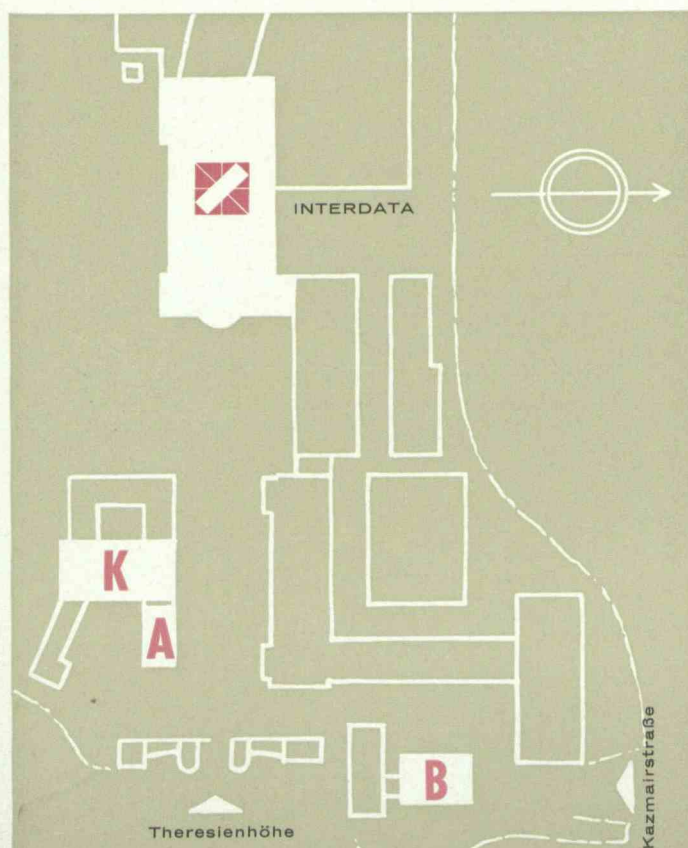 INTERDATA
K
A
B
Theresienhöhe
Kazmairstraße